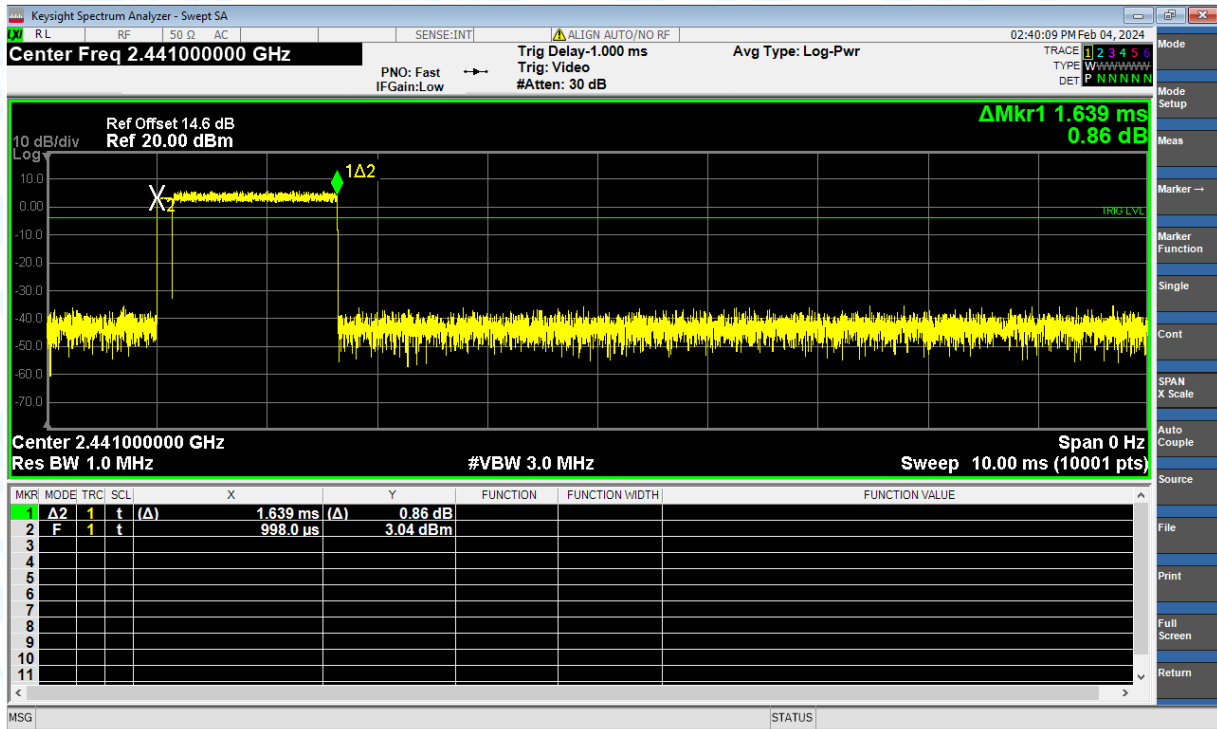 Keysight Spectrum Analyzer - Swept SA
LXI RL RF 50 Ω AC SENSE:INT ALIGN AUTO/NO RF 02:40:09 PM Feb 04, 2024
Center Freq 2.441000000 GHz
PNO: Fast
IFGain:Low
Trig Delay-1.000 ms
Trig: Video
#Atten: 30 dB
Avg Type: Log-Pwr
TRACE 1 2 3 4 5 6
TYPE WWWWWW
DET P N N N N N
ΔMkr1 1.639 ms
0.86 dB
Ref Offset 14.6 dB
10 dB/div Ref 20.00 dBm
Log
1Δ2
10.0
X2
0.00
TRIG LVL
-10.0
-20.0
-30.0
-40.0
-50.0
-60.0
-70.0
Center 2.441000000 GHz Span 0 Hz
Res BW 1.0 MHz #VBW 3.0 MHz Sweep 10.00 ms (10001 pts)
MKR MODE TRC SCL X Y FUNCTION FUNCTION WIDTH FUNCTION VALUE
1 Δ2 1 t (Δ) 1.639 ms (Δ) 0.86 dB
2 F 1 t 998.0 µs 3.04 dBm
3
4
5
6
7
8
9
10
11
MSG STATUS
Mode
Mode
Setup
Meas
Marker →
Marker
Function
Single
Cont
SPAN
X Scale
Auto
Couple
Source
File
Print
Full
Screen
Return